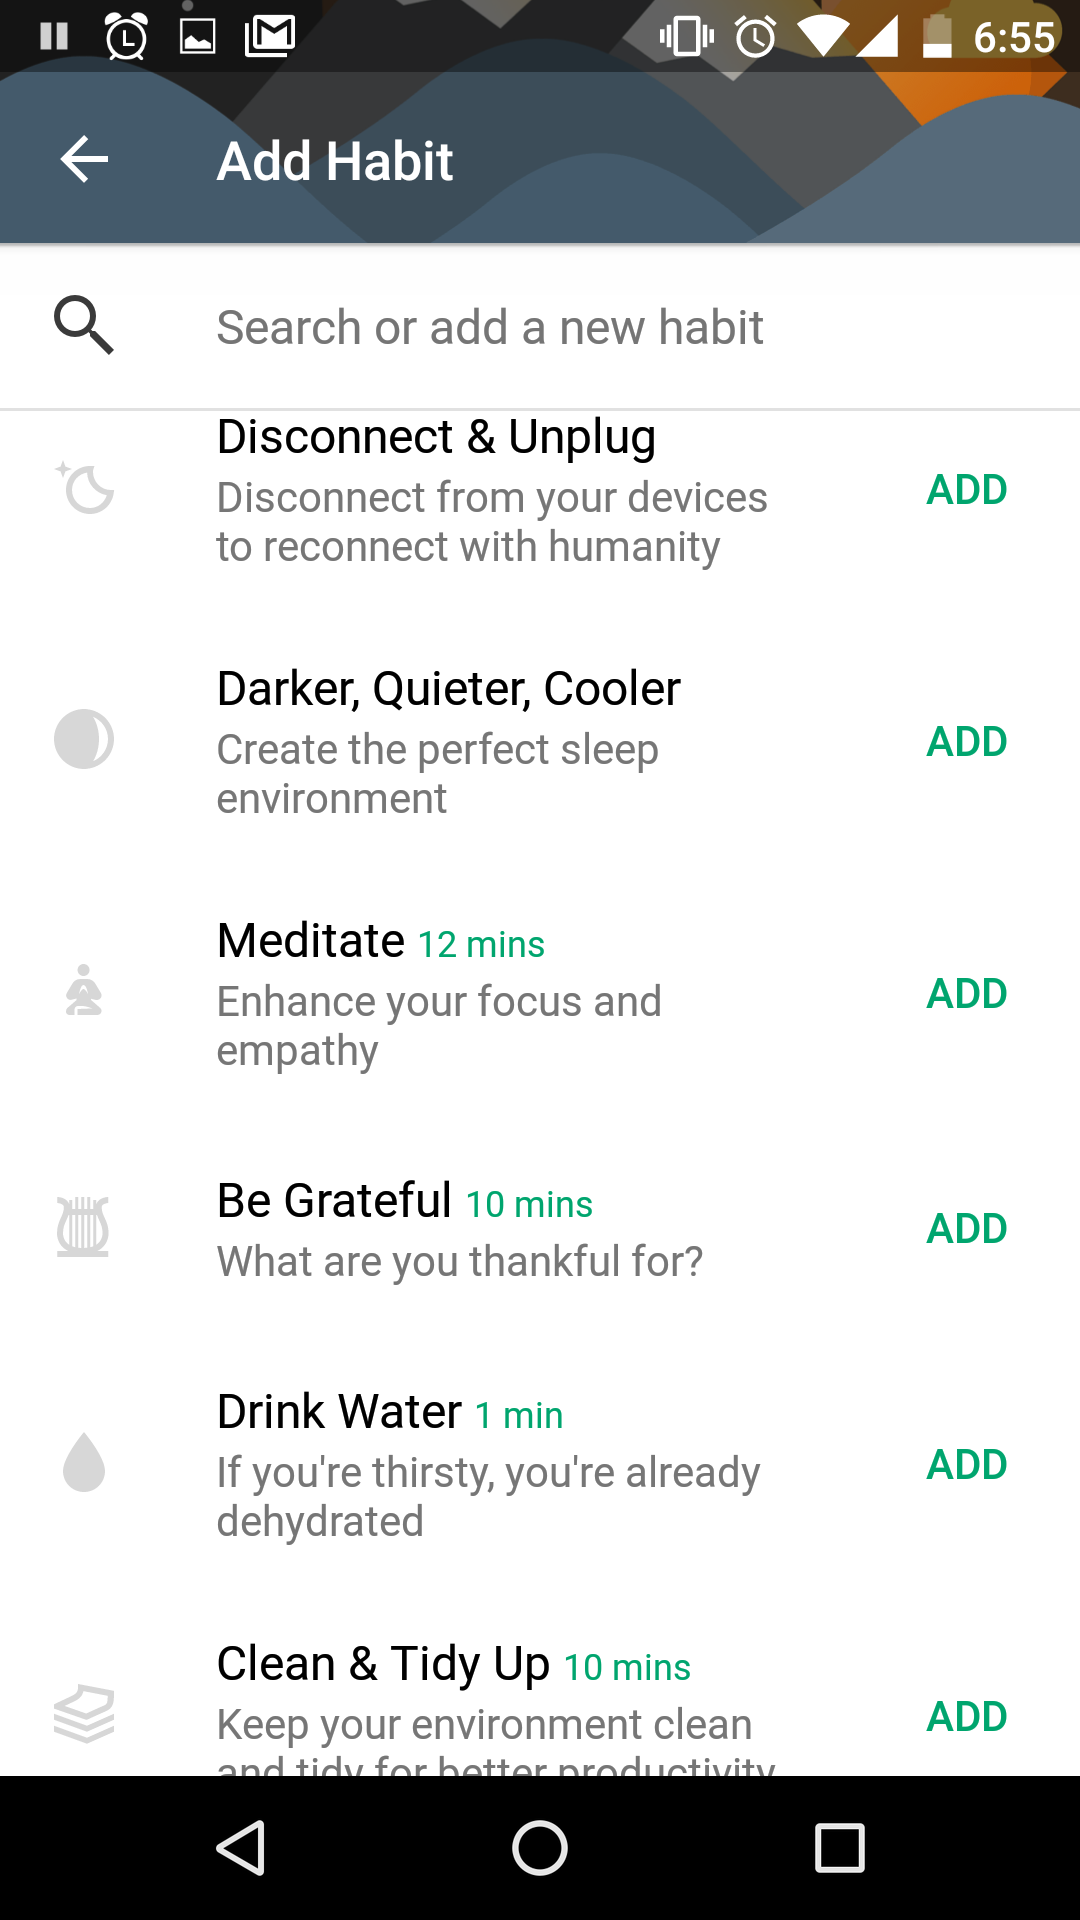 6:55
Add Habit
Search or add a new habit
Disconnect & Unplug
Disconnect from your devices
to reconnect with humanity
ADD
Darker, Quieter, Cooler
Create the perfect sleep
environment
ADD
Meditate 12 mins
Enhance your focus and
empathy
ADD
Be Grateful 10 mins
What are you thankful for?
ADD
Drink Water 1 min
If you're thirsty, you're already
dehydrated
ADD
Clean & Tidy Up 10 mins
Keep your environment clean
and tidy for better productivity
ADD